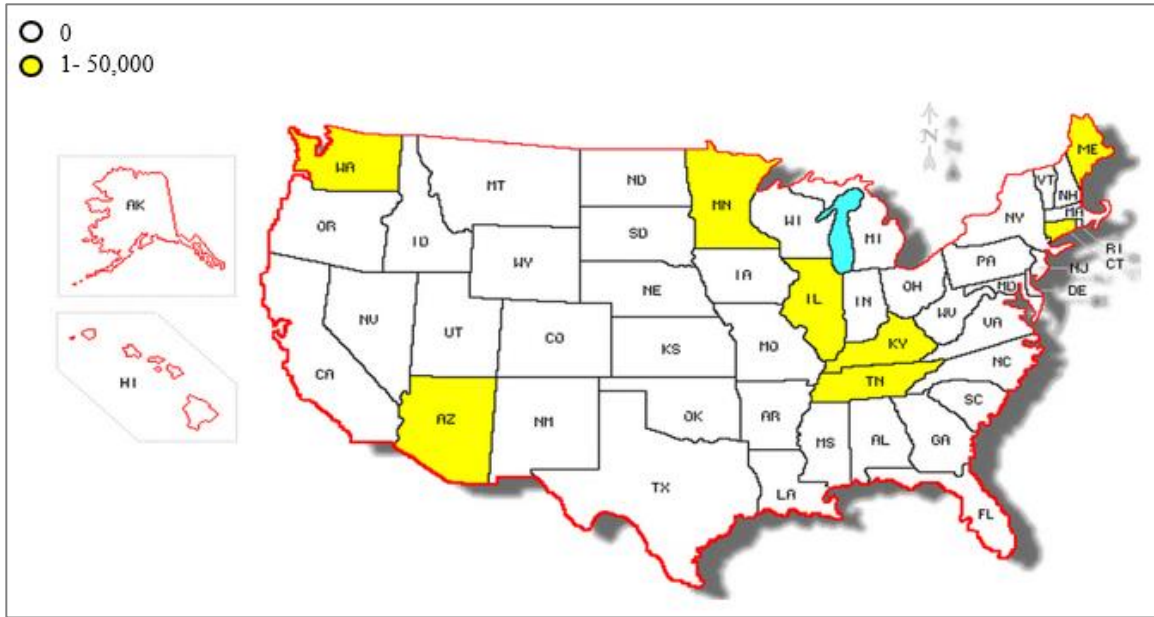 0
1- 50,000
N
AK
HI
WA
OR
CA
NV
ID
MT
WY
UT
AZ
CO
NM
ND
SD
NE
KS
OK
TX
MN
IA
MO
AR
LA
WI
IL
MI
IN
OH
KY
TN
MS
AL
GA
FL
SC
NC
VA
WV
MD
DE
PA
NJ
NY
CT
RI
MA
VT
NH
ME